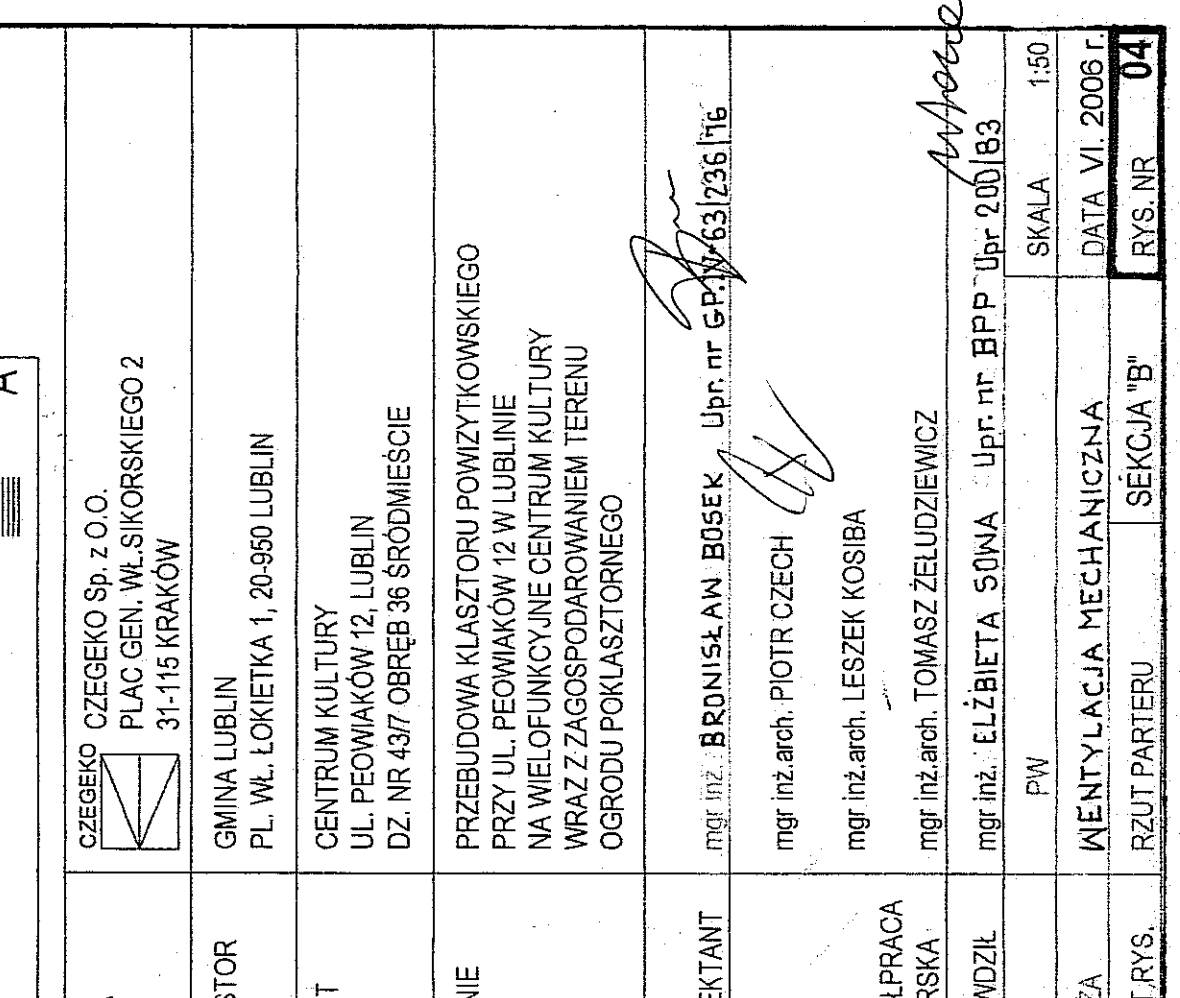 A
CZEGEKO
CZEGEKO Sp. z O.O.
PLAC GEN. WŁ.SIKORSKIEGO 2
31-115 KRAKÓW
STOR
GMINA LUBLIN
PL. WŁ. ŁOKIETKA 1, 20-950 LUBLIN
T
CENTRUM KULTURY
UL. PEOWIAKÓW 12, LUBLIN
DZ. NR 43/7 OBRĘB 36 ŚRÓDMIEŚCIE
NIE
PRZEBUDOWA KLASZTORU POWIZYTKOWSKIEGO
PRZY UL. PEOWIAKÓW 12 W LUBLINIE
NA WIELOFUNKCYJNE CENTRUM KULTURY
WRAZ Z ZAGOSPODAROWANIEM TERENU
OGRODU POKLASZTORNEGO
EKTANT
mgr inż. BRONISŁAW BOSEK Upr. nr GP.IV-63/236/76
mgr inż.arch. PIOTR CZECH
mgr inż.arch. LESZEK KOSIBA
ŁPRACA
RSKA
mgr inż.arch. TOMASZ ŻEŁUDZIEWICZ
WDZIŁ
mgr inż. ELŻBIETA SOWA Upr. nr BPP Upr 200/83
PW
SKALA 1:50
ZA
WENTYLACJA MECHANICZNA
DATA VI. 2006 r.
T.RYS.
RZUT PARTERU
SEKCJA "B"
RYS. NR 04